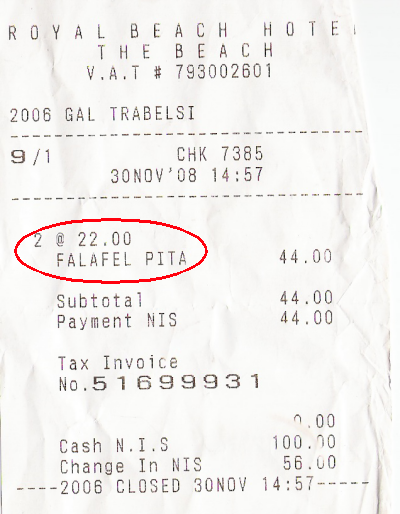 ROYAL BEACH HOTEL
THE BEACH
V.A.T # 793002601
2006 GAL TRABELSI
9/1 CHK 7385
30NOV'08 14:57
2 @ 22.00
FALAFEL PITA 44.00
Subtotal 44.00
Payment NIS 44.00
Tax Invoice
No.51699931
0.00
Cash N.I.S 100.00
Change In NIS 56.00
----2006 CLOSED 30NOV 14:57-----